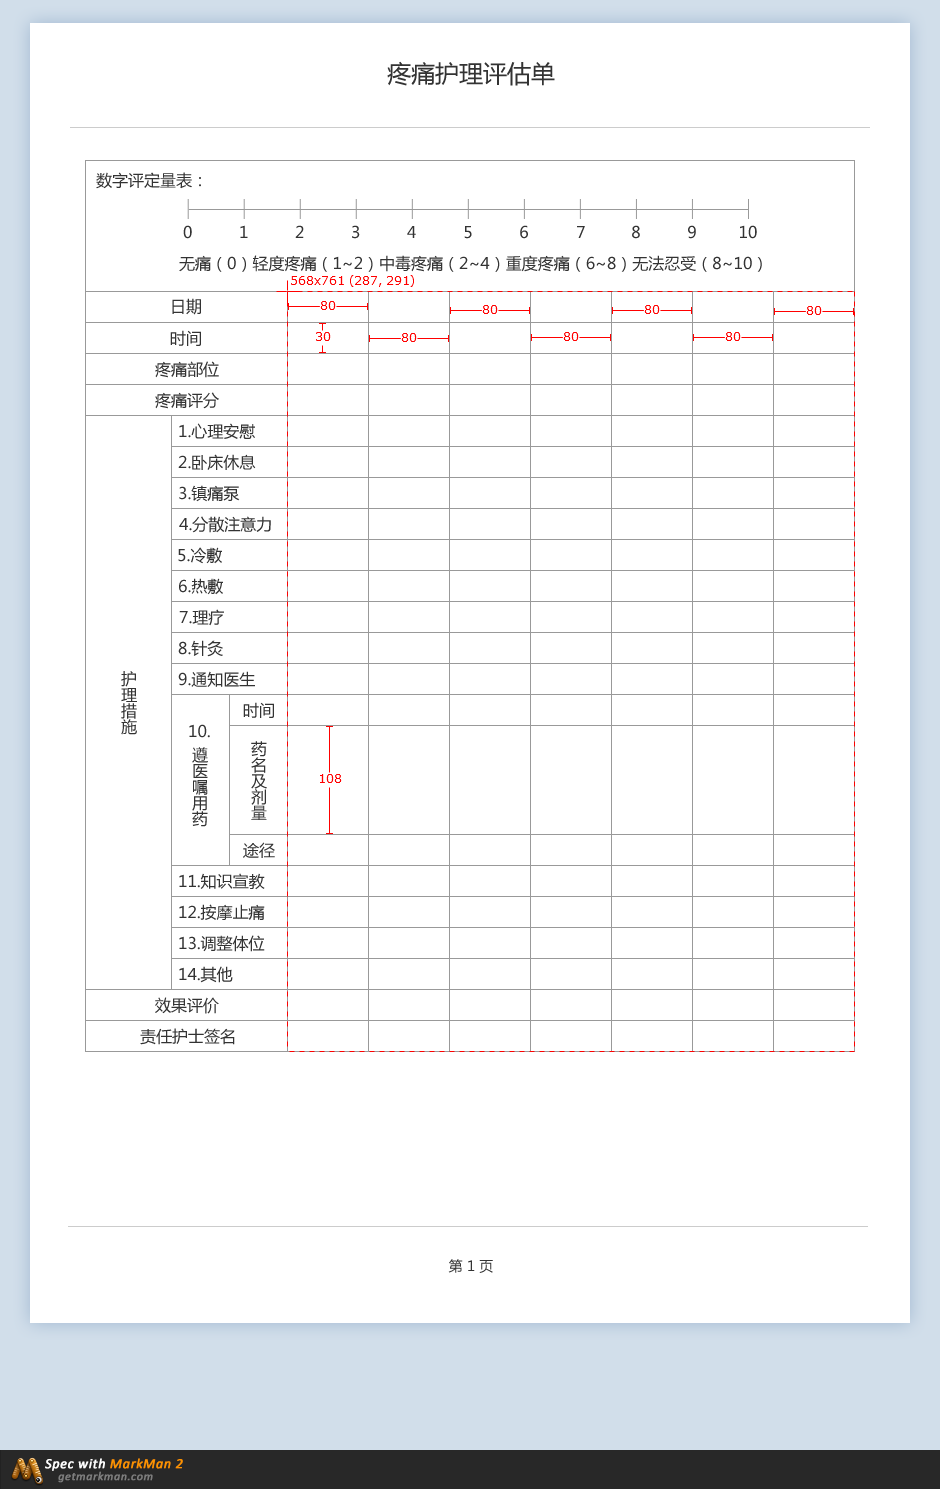 疼痛护理评估单
数字评定量表：
0 1 2 3 4 5 6 7 8 9 10
无痛（0）轻度疼痛（1~2）中毒疼痛（2~4）重度疼痛（6~8）无法忍受（8~10）
568x761 (287, 291)
日期 80 80 80 80
时间 30 80 80 80
疼痛部位
疼痛评分
护理措施
1.心理安慰
2.卧床休息
3.镇痛泵
4.分散注意力
5.冷敷
6.热敷
7.理疗
8.针灸
9.通知医生
10.
遵医嘱用药
时间
药名及剂量
108
途径
11.知识宣教
12.按摩止痛
13.调整体位
14.其他
效果评价
责任护士签名
第 1 页
Spec with MarkMan 2
getmarkman.com